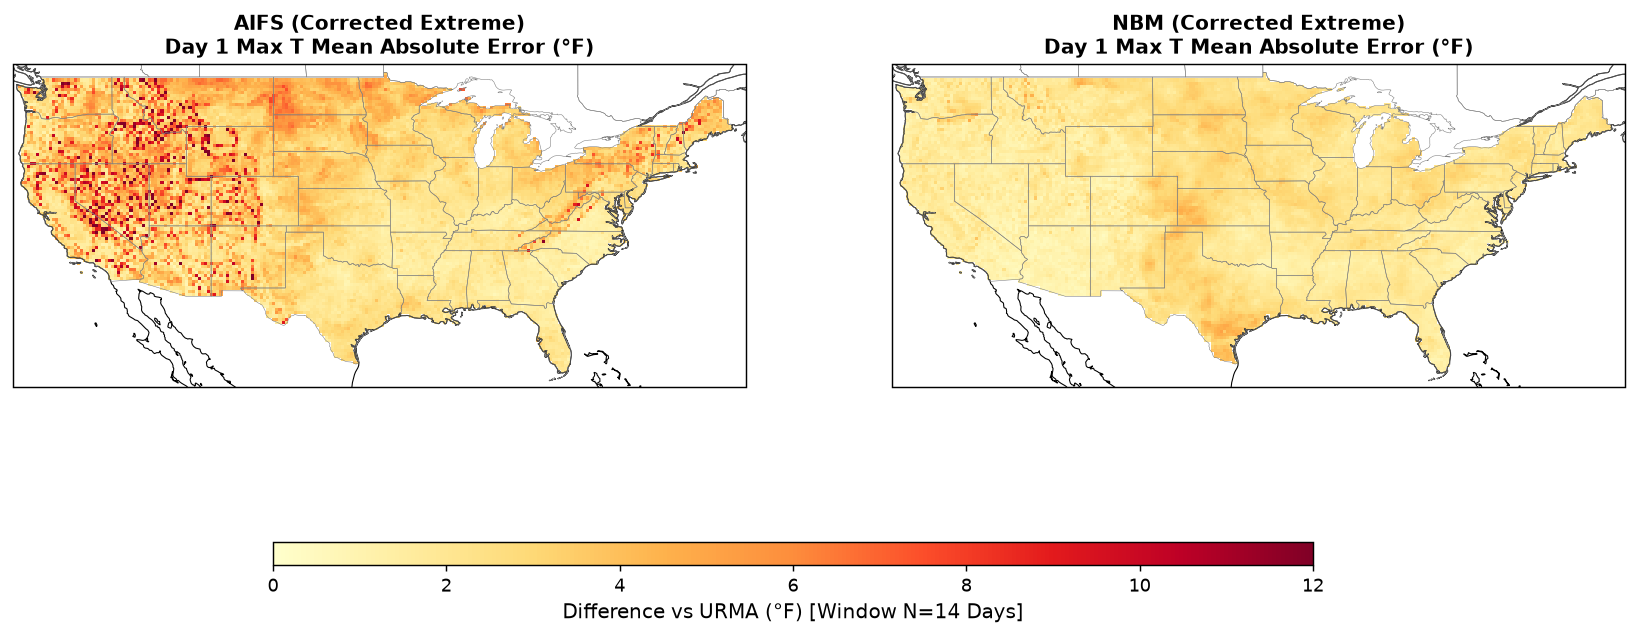 AIFS (Corrected Extreme)
Day 1 Max T Mean Absolute Error (°F)
NBM (Corrected Extreme)
Day 1 Max T Mean Absolute Error (°F)
0 2 4 6 8 10 12
Difference vs URMA (°F) [Window N=14 Days]